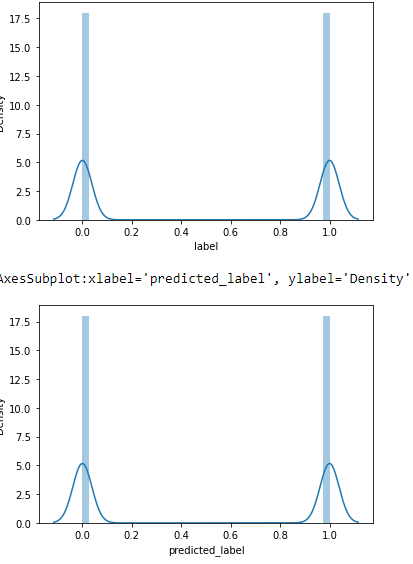 17.5
15.0
12.5
10.0
7.5
5.0
2.5
0.0
Density
0.0 0.2 0.4 0.6 0.8 1.0
label
AxesSubplot:xlabel='predicted_label', ylabel='Density'
17.5
15.0
12.5
10.0
7.5
5.0
2.5
0.0
Density
0.0 0.2 0.4 0.6 0.8 1.0
predicted_label